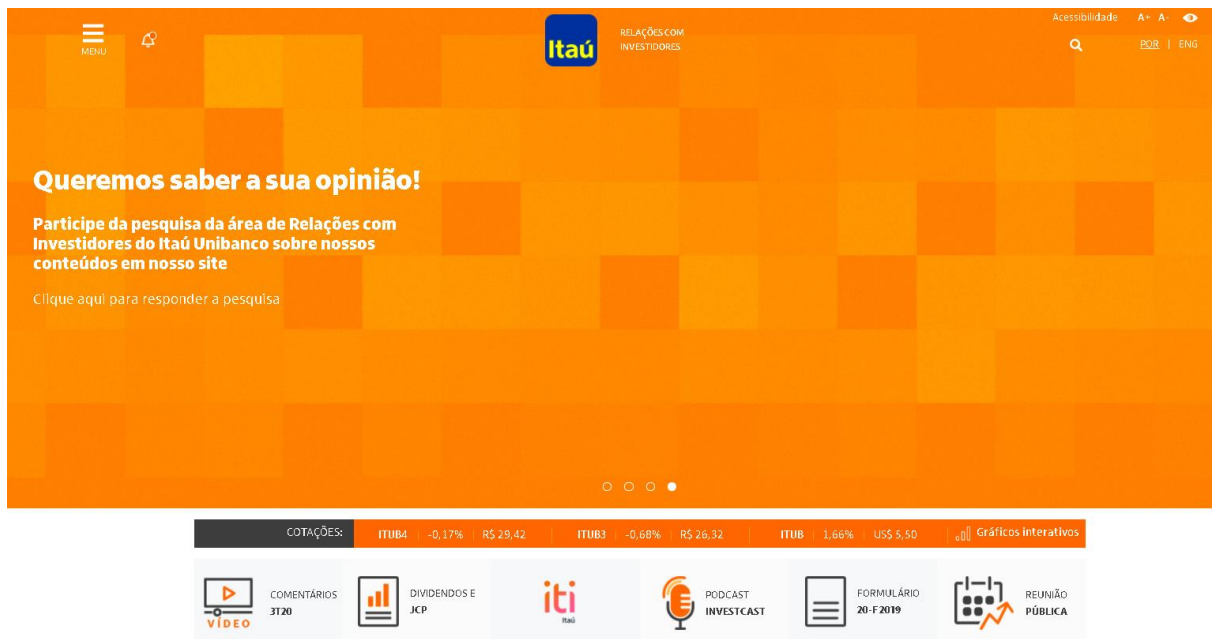 Acessibilidade A+ A-
MENU
Itaú
RELAÇÕES COM
INVESTIDORES
POR | ENG
Queremos saber a sua opinião!
Participe da pesquisa da área de Relações com
Investidores do Itaú Unibanco sobre nossos
conteúdos em nosso site
Clique aqui para responder a pesquisa
COTAÇÕES: ITUB4 | -0,17% | R$ 29,42 | ITUB3 | -0,68% | R$ 26,32 | ITUB | 1,66% | US$ 5,50 | Gráficos interativos
VÍDEO
COMENTÁRIOS
3T20
DIVIDENDOS E
JCP
iti
Itaú
PODCAST
INVESTCAST
FORMULÁRIO
20-F 2019
REUNIÃO
PÚBLICA